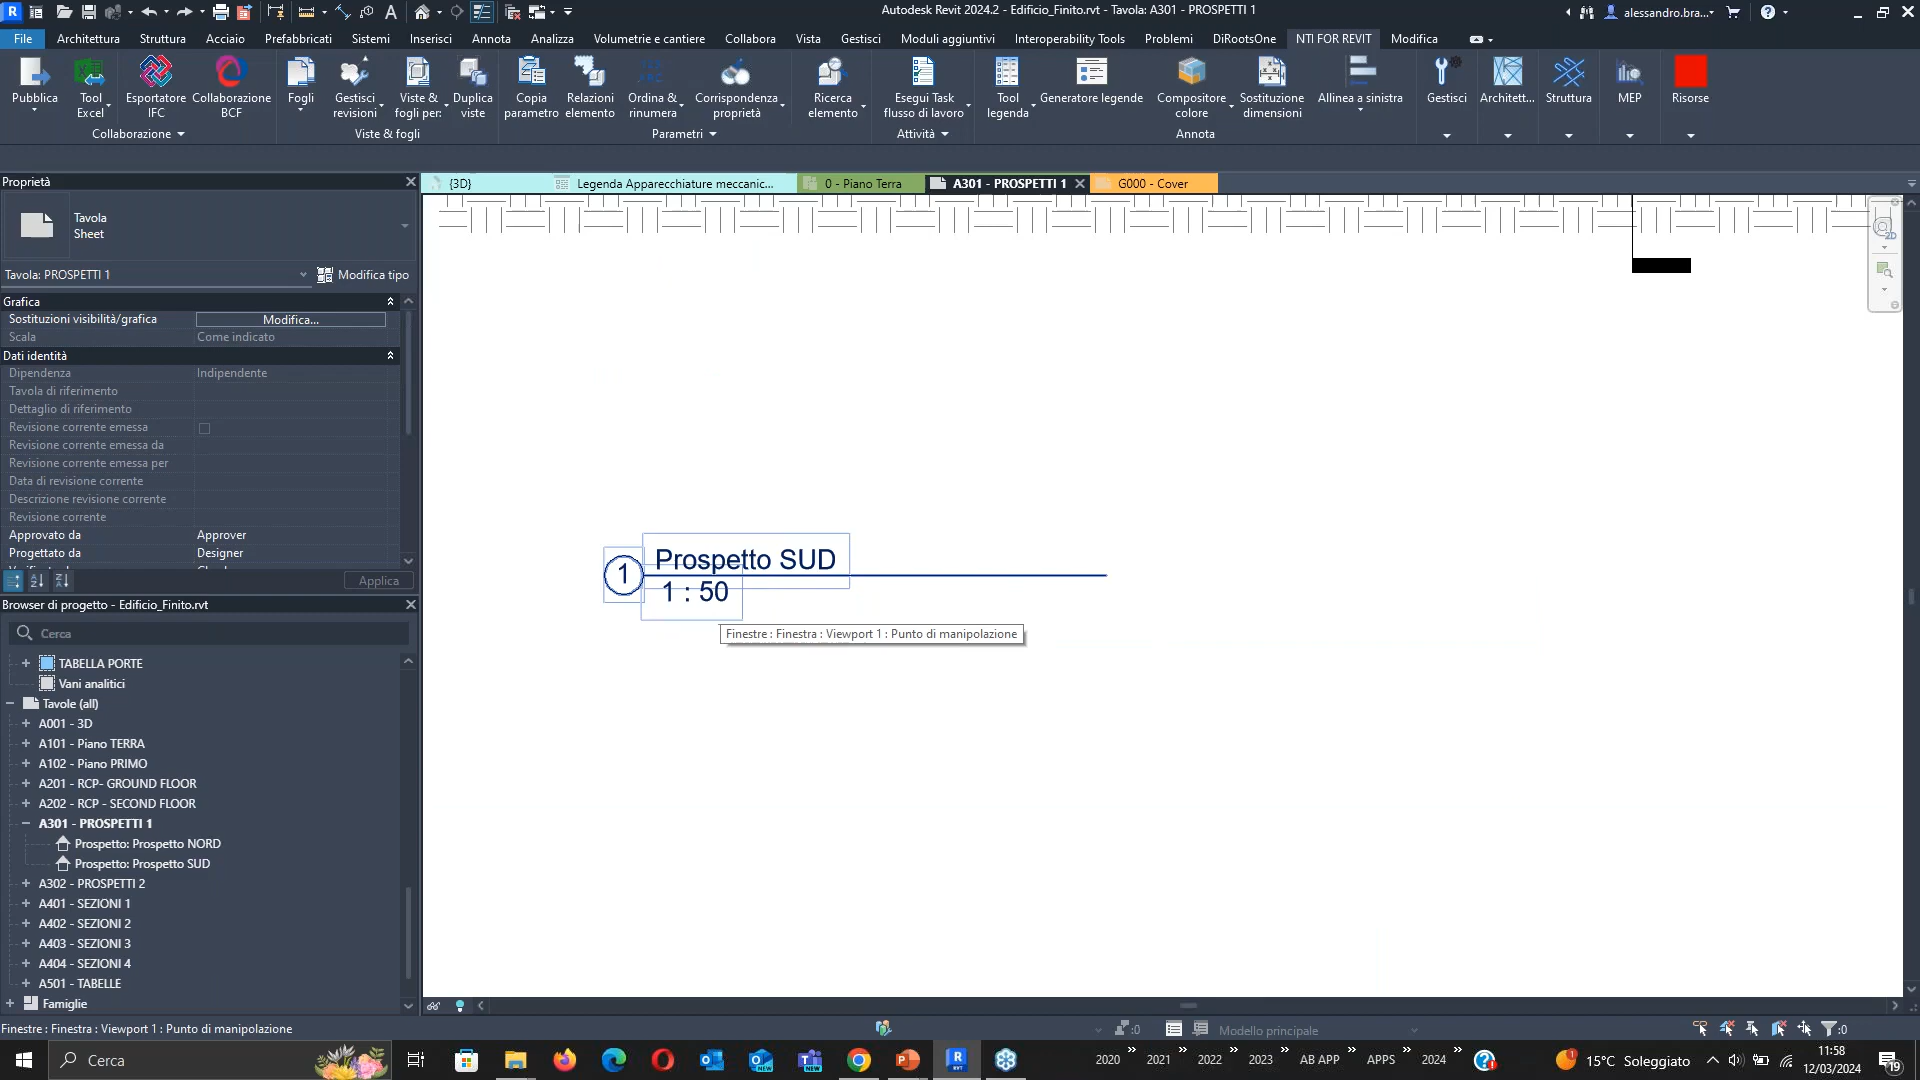 Autodesk Revit 2024.2 - Edificio_Finito.rvt - Tavola: A301 - PROSPETTI 1
alessandro.bra...
File Architettura Struttura Acciaio Prefabbricati Sistemi Inserisci Annota Analizza Volumetrie e cantiere Collabora Vista Gestisci Moduli aggiuntivi Interoperability Tools Problemi DiRootsOne NTI FOR REVIT Modifica
Pubblica
Tool Excel
Esportatore IFC
Collaborazione BCF
Fogli
Gestisci revisioni
Viste & fogli per:
Duplica viste
Copia parametro
Relazioni elemento
Ordina & rinumera
Corrispondenza proprietà
Ricerca elemento
Esegui Task flusso di lavoro
Tool legenda
Generatore legende
Compositore colore
Sostituzione dimensioni
Allinea a sinistra
Gestisci
Architett...
Struttura
MEP
Risorse
Collaborazione Viste & fogli Parametri Attività Annota
Proprietà
{3D} Legenda Apparecchiature meccanic... 0 - Piano Terra A301 - PROSPETTI 1 G000 - Cover
Tavola
Sheet
Tavola: PROSPETTI 1 Modifica tipo
Grafica
Sostituzioni visibilità/grafica Modifica...
Scala Come indicato
Dati identità
Dipendenza Indipendente
Tavola di riferimento
Dettaglio di riferimento
Revisione corrente emessa
Revisione corrente emessa da
Revisione corrente emessa per
Data di revisione corrente
Descrizione revisione corrente
Revisione corrente
Approvato da Approver
Progettato da Designer
Applica
Browser di progetto - Edificio_Finito.rvt
Cerca
TABELLA PORTE
Vani analitici
Tavole (all)
A001 - 3D
A101 - Piano TERRA
A102 - Piano PRIMO
A201 - RCP- GROUND FLOOR
A202 - RCP - SECOND FLOOR
A301 - PROSPETTI 1
Prospetto: Prospetto NORD
Prospetto: Prospetto SUD
A302 - PROSPETTI 2
A401 - SEZIONI 1
A402 - SEZIONI 2
A403 - SEZIONI 3
A404 - SEZIONI 4
A501 - TABELLE
Famiglie
2D
1 Prospetto SUD
1 : 50
Finestre : Finestra : Viewport 1 : Punto di manipolazione
Finestre : Finestra : Viewport 1 : Punto di manipolazione
:0 Modello principale :0
Cerca
2020 2021 2022 2023 AB APP APPS 2024
15°C Soleggiato
11:58
12/03/2024
19